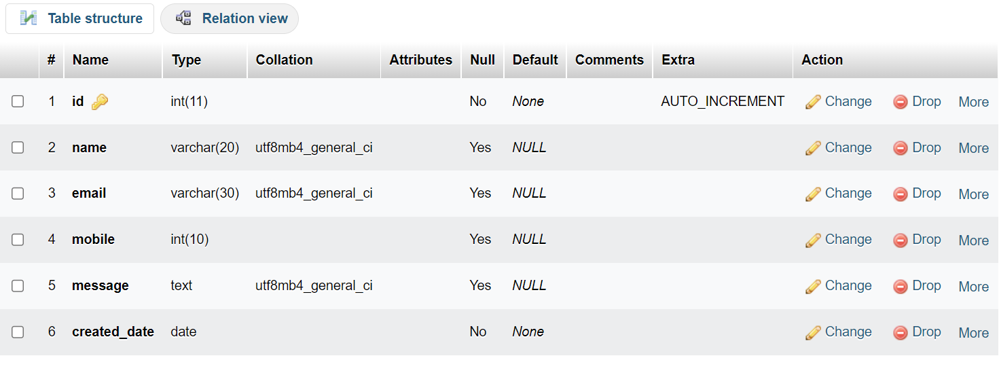 Table structure Relation view
# Name Type Collation Attributes Null Default Comments Extra Action
1 id int(11) No None AUTO_INCREMENT Change Drop More
2 name varchar(20) utf8mb4_general_ci Yes NULL Change Drop More
3 email varchar(30) utf8mb4_general_ci Yes NULL Change Drop More
4 mobile int(10) Yes NULL Change Drop More
5 message text utf8mb4_general_ci Yes NULL Change Drop More
6 created_date date No None Change Drop More